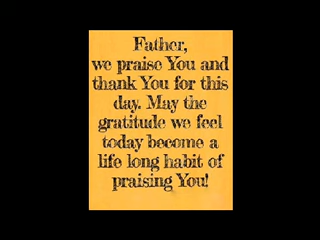 Father,
we praise You and
thank You for this
day. May the
gratitude we feel
today become a
life long habit of
praising You!